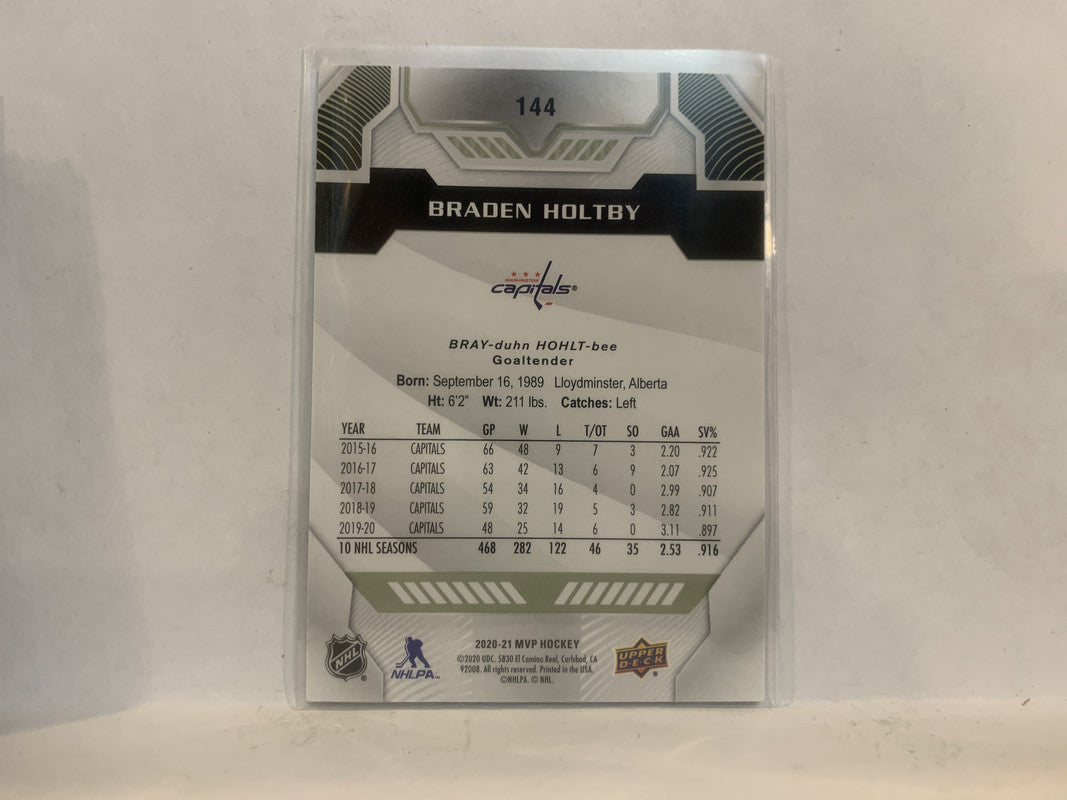 144
BRADEN HOLTBY
WASHINGTON
capitals®
BRAY-duhn HOHLT-bee
Goaltender
Born: September 16, 1989 Lloydminster, Alberta
Ht: 6'2" Wt: 211 lbs. Catches: Left
YEAR TEAM GP W L T/OT SO GAA SV%
2015-16 CAPITALS 66 48 9 7 3 2.20 .922
2016-17 CAPITALS 63 42 13 6 9 2.07 .925
2017-18 CAPITALS 54 34 16 4 0 2.99 .907
2018-19 CAPITALS 59 32 19 5 3 2.82 .911
2019-20 CAPITALS 48 25 14 6 0 3.11 .897
10 NHL SEASONS 468 282 122 46 35 2.53 .916
2020-21 MVP HOCKEY
©2020 UDC. 5830 El Camino Real, Carlsbad, CA
92008. All rights reserved. Printed in the USA.
©NHLPA. © NHL.
NHL®
NHLPA™
UPPER
DECK®